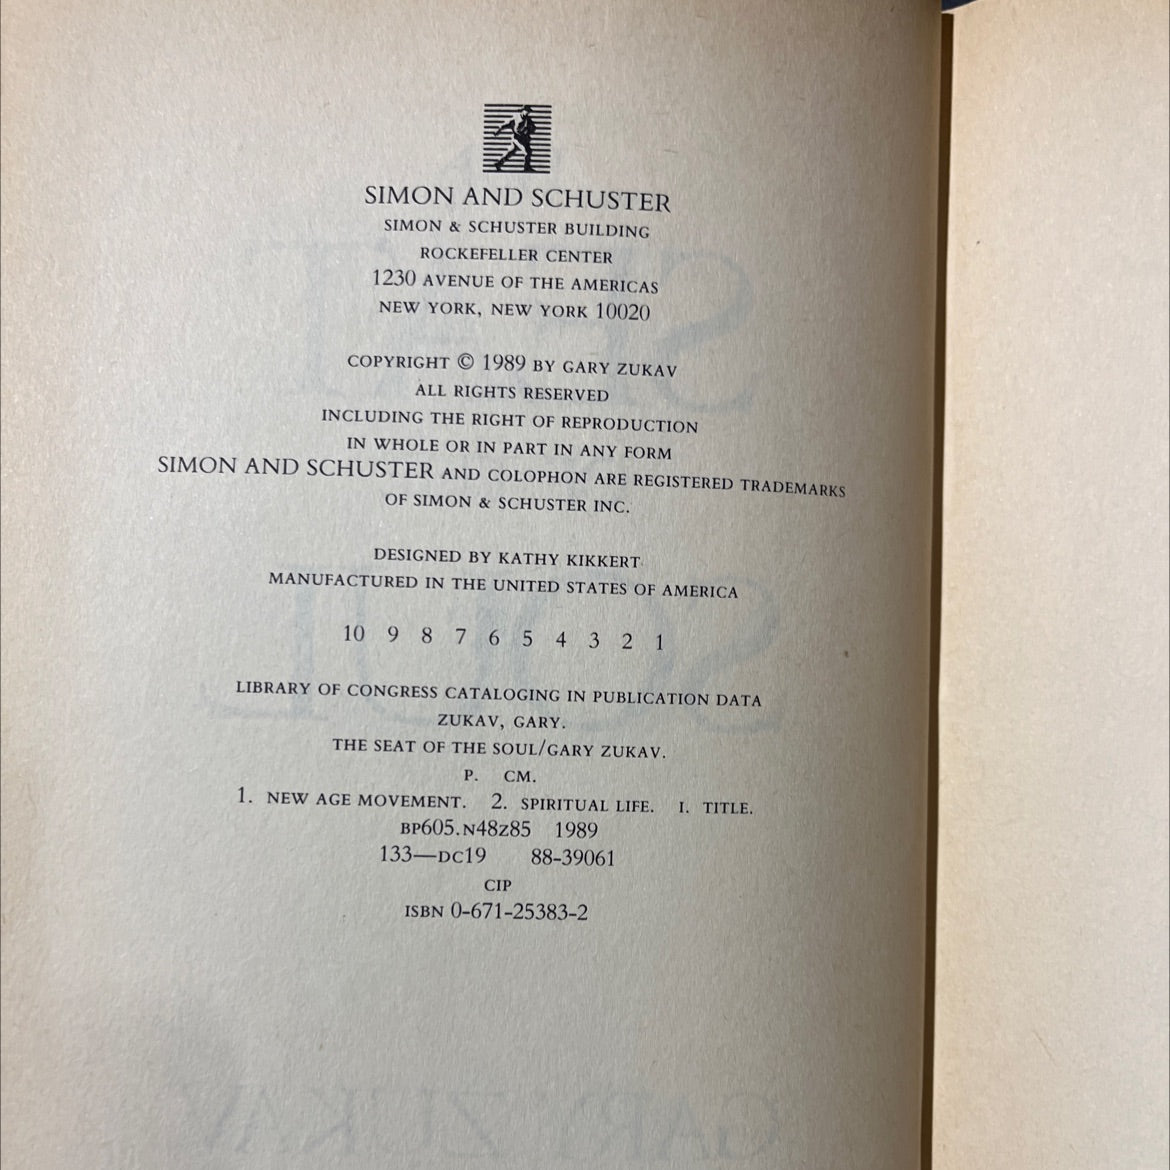 SIMON AND SCHUSTER
SIMON & SCHUSTER BUILDING
ROCKEFELLER CENTER
1230 AVENUE OF THE AMERICAS
NEW YORK, NEW YORK 10020
COPYRIGHT © 1989 BY GARY ZUKAV
ALL RIGHTS RESERVED
INCLUDING THE RIGHT OF REPRODUCTION
IN WHOLE OR IN PART IN ANY FORM
SIMON AND SCHUSTER AND COLOPHON ARE REGISTERED TRADEMARKS
OF SIMON & SCHUSTER INC.
DESIGNED BY KATHY KIKKERT
MANUFACTURED IN THE UNITED STATES OF AMERICA
10 9 8 7 6 5 4 3 2 1
LIBRARY OF CONGRESS CATALOGING IN PUBLICATION DATA
ZUKAV, GARY.
THE SEAT OF THE SOUL/GARY ZUKAV.
P. CM.
1. NEW AGE MOVEMENT. 2. SPIRITUAL LIFE. I. TITLE.
BP605.N48Z85 1989
133—DC19 88-39061
CIP
ISBN 0-671-25383-2